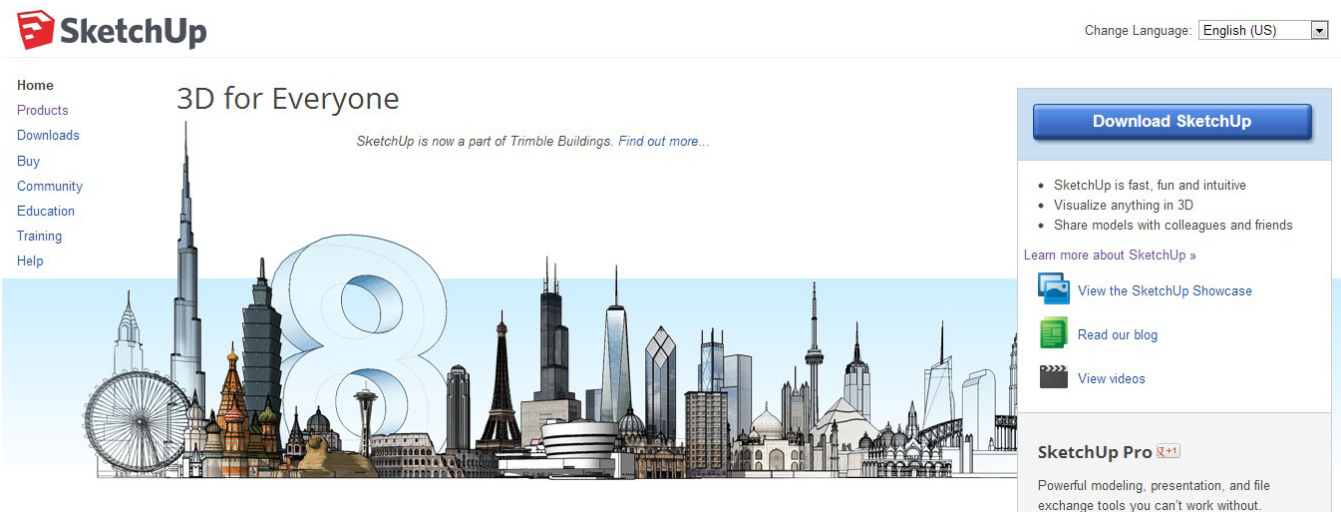 SketchUp
Change Language: English (US)
Home
Products
Downloads
Buy
Community
Education
Training
Help
3D for Everyone
SketchUp is now a part of Trimble Buildings. Find out more...
8
Download SketchUp
SketchUp is fast, fun and intuitive
Visualize anything in 3D
Share models with colleagues and friends
Learn more about SketchUp »
View the SketchUp Showcase
Read our blog
View videos
SketchUp Pro +1
Powerful modeling, presentation, and file
exchange tools you can't work without.